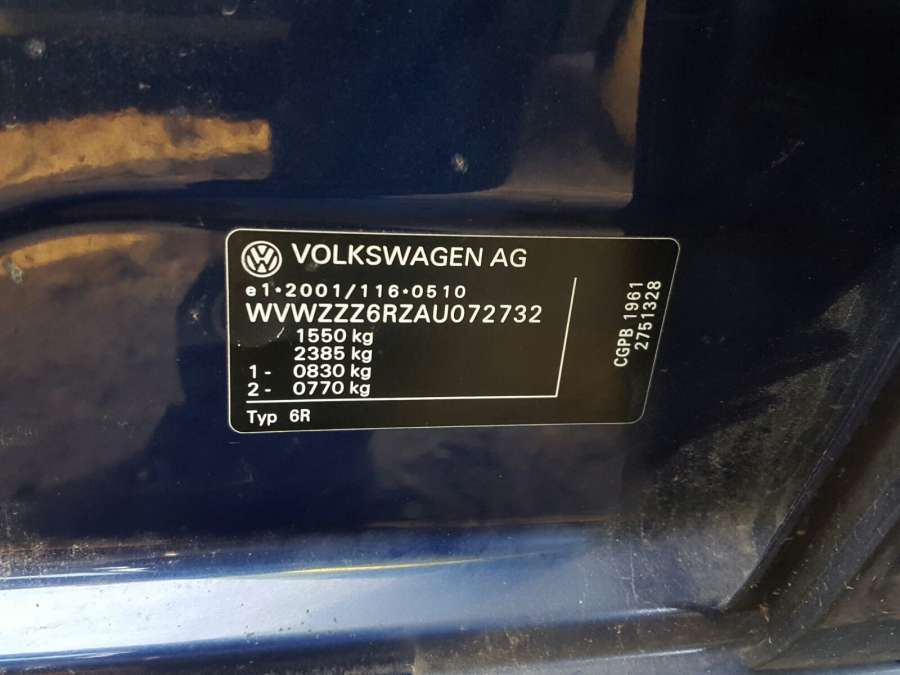 VOLKSWAGEN AG
e1*2001/116*0510
WVWZZZ6RZAU072732
1550 kg
2385 kg
1- 0830 kg
2- 0770 kg
Typ 6R
CGPB 1961
2751328